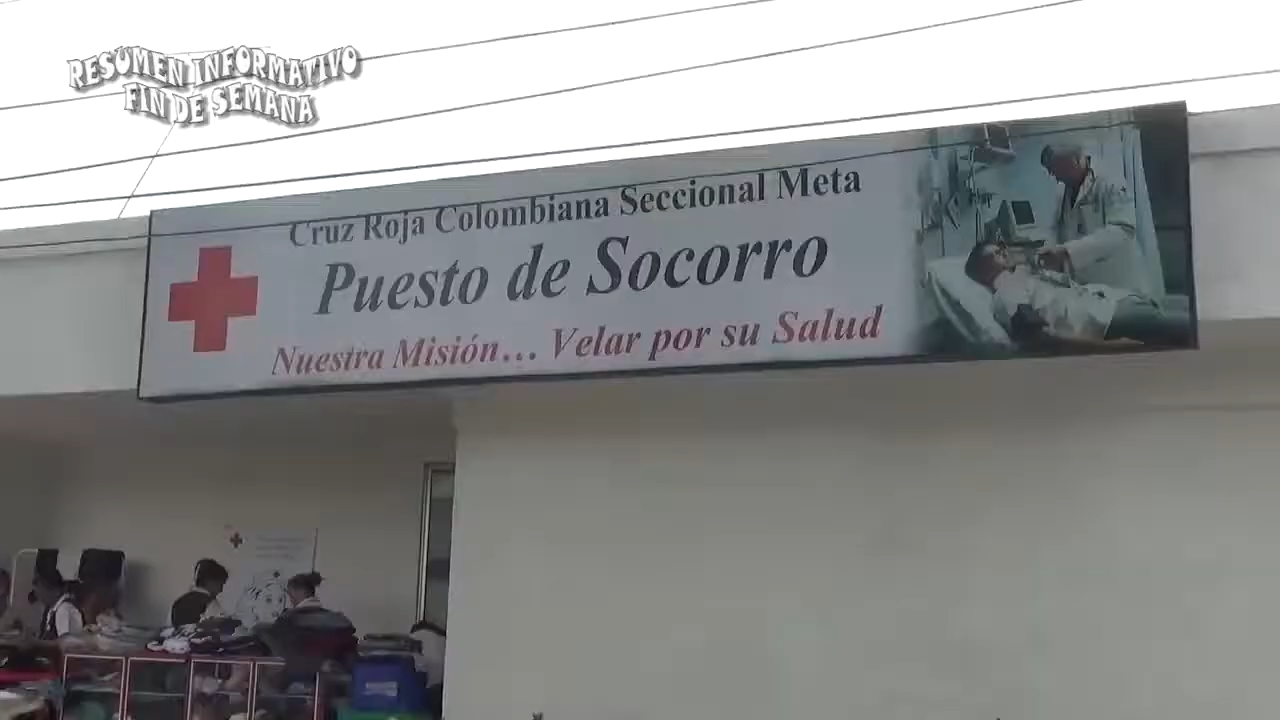 RESUMEN INFORMATIVO
FIN DE SEMANA
Cruz Roja Colombiana Seccional Meta
Puesto de Socorro
Nuestra Misión... Velar por su Salud